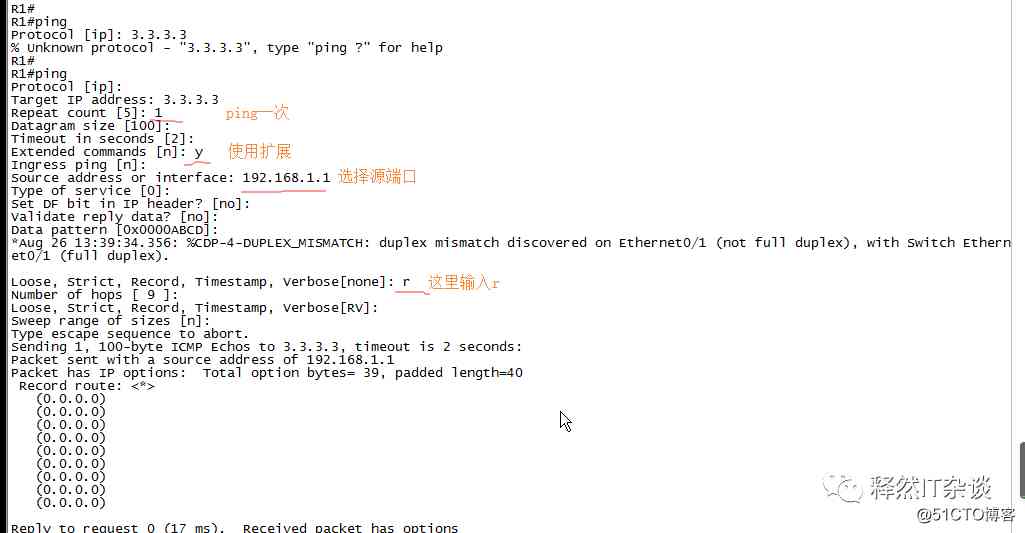 R1#
R1#ping
Protocol [ip]: 3.3.3.3
% Unknown protocol - "3.3.3.3", type "ping ?" for help
R1#
R1#ping
Protocol [ip]:
Target IP address: 3.3.3.3
Repeat count [5]: 1 ping一次
Datagram size [100]:
Timeout in seconds [2]:
Extended commands [n]: y 使用扩展
Ingress ping [n]:
Source address or interface: 192.168.1.1 选择源端口
Type of service [0]:
Set DF bit in IP header? [no]:
Validate reply data? [no]:
Data pattern [0x0000ABCD]:
*Aug 26 13:39:34.356: %CDP-4-DUPLEX_MISMATCH: duplex mismatch discovered on Ethernet0/1 (not full duplex), with Switch Ethern
et0/1 (full duplex).
Loose, Strict, Record, Timestamp, Verbose[none]: r 这里输入r
Number of hops [ 9 ]:
Loose, Strict, Record, Timestamp, Verbose[RV]:
Sweep range of sizes [n]:
Type escape sequence to abort.
Sending 1, 100-byte ICMP Echos to 3.3.3.3, timeout is 2 seconds:
Packet sent with a source address of 192.168.1.1
Packet has IP options:  Total option bytes= 39, padded length=40
Record route: <*>
(0.0.0.0)
(0.0.0.0)
(0.0.0.0)
(0.0.0.0)
(0.0.0.0)
(0.0.0.0)
(0.0.0.0)
(0.0.0.0)
(0.0.0.0)
释然IT杂谈
@51CTO博客
Reply to request 0 (17 ms).  Received packet has options